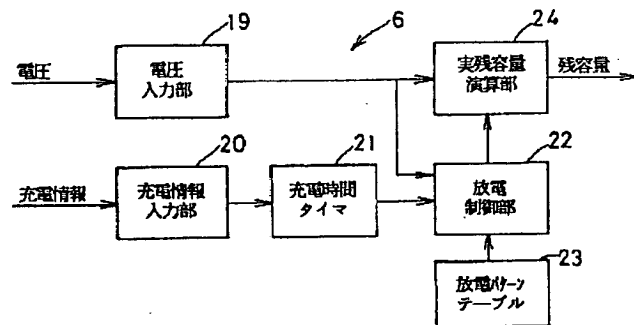 19
6
24
電圧
電圧
入力部
実残容量
演算部
残容量
20
21
22
充電情報
充電情報
入力部
充電時間
タイマ
放電
制御部
23
放電パターン
テーブル